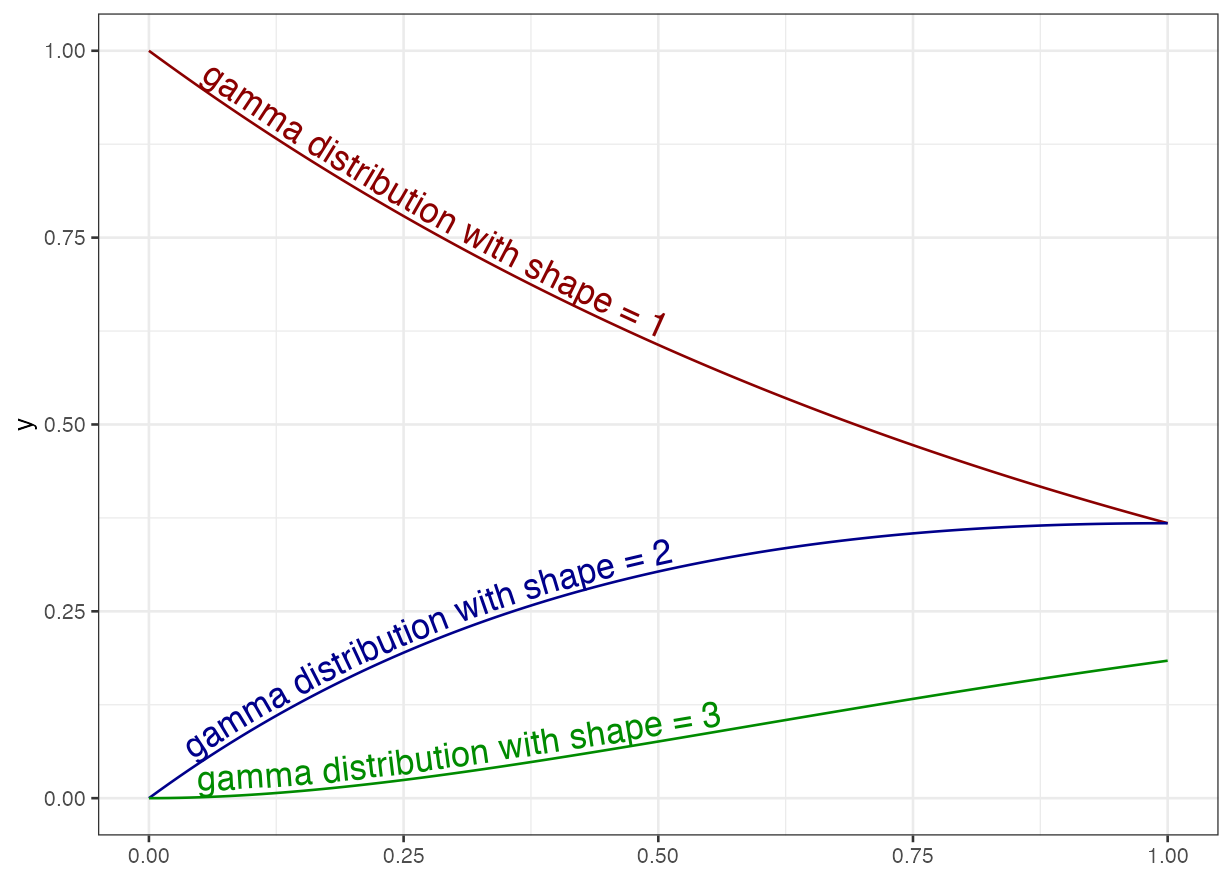 1.00
gamma distribution with shape = 1
0.75
y
0.50
gamma distribution with shape = 2
0.25
gamma distribution with shape = 3
0.00
0.00 0.25 0.50 0.75 1.00